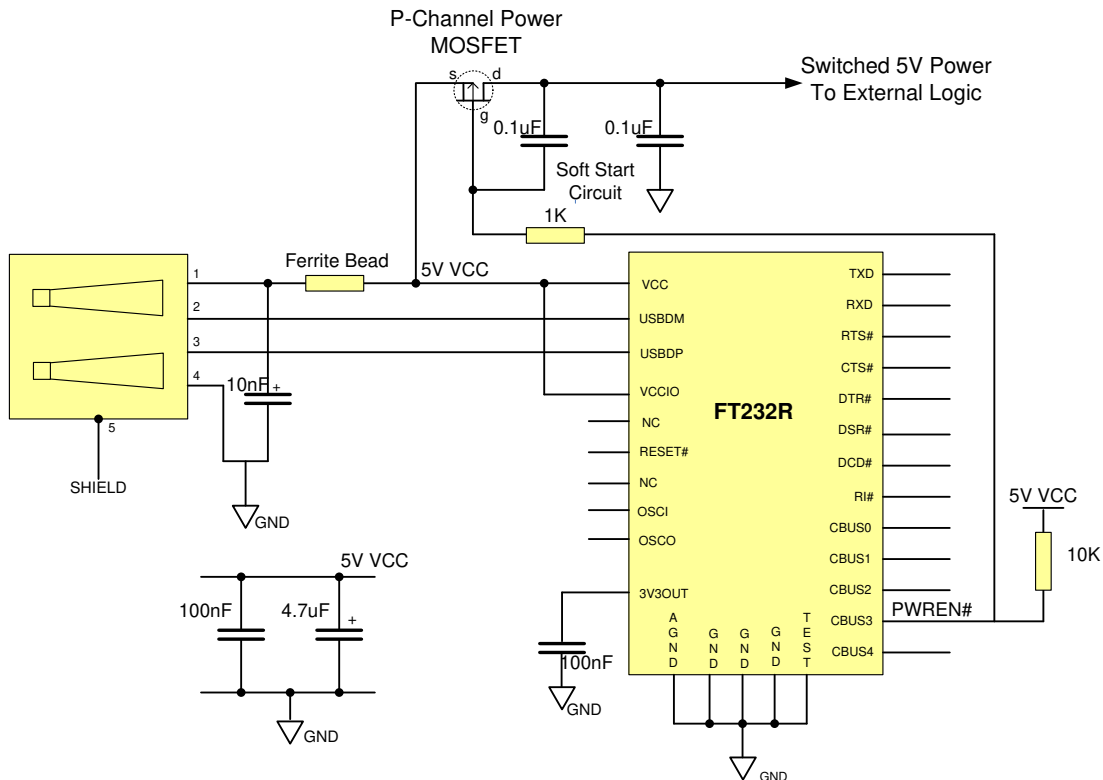 P-Channel Power
MOSFET
s
d
g
Switched 5V Power
To External Logic
0.1uF
0.1uF
Soft Start
Circuit
1K
Ferrite Bead
5V VCC
1
2
3
4
5
SHIELD
10nF +
GND
VCC
USBDM
USBDP
VCCIO
NC
RESET#
NC
OSCI
OSCO
3V3OUT
FT232R
TXD
RXD
RTS#
CTS#
DTR#
DSR#
DCD#
RI#
CBUS0
CBUS1
CBUS2
CBUS3
CBUS4
PWREN#
5V VCC
10K
AGND
GND
GND
GND
TEST
100nF
GND
GND
5V VCC
100nF
4.7uF
+
GND